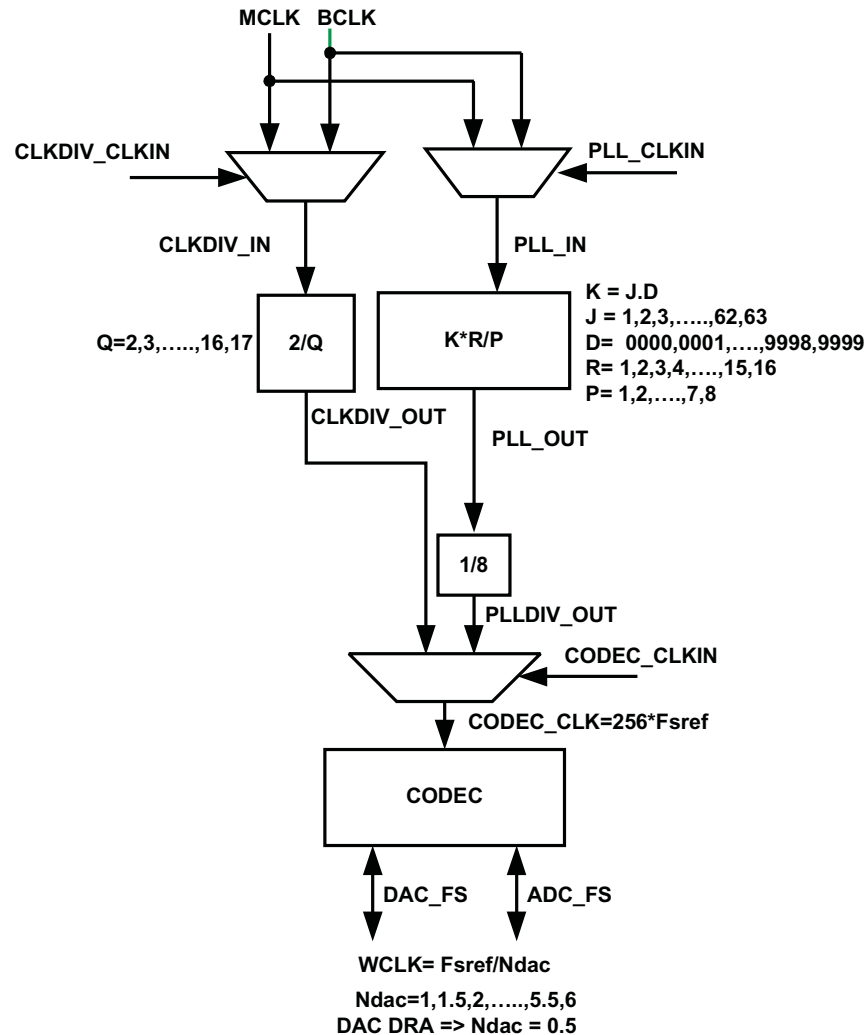 MCLK BCLK
CLKDIV_CLKIN
PLL_CLKIN
CLKDIV_IN
PLL_IN
Q=2,3,.....,16,17
2/Q
K*R/P
K = J.D
J = 1,2,3,.....,62,63
D= 0000,0001,....,9998,9999
R= 1,2,3,4,....,15,16
P= 1,2,....,7,8
CLKDIV_OUT
PLL_OUT
1/8
PLLDIV_OUT
CODEC_CLKIN
CODEC_CLK=256*Fsref
CODEC
DAC_FS
ADC_FS
WCLK= Fsref/Ndac
Ndac=1,1.5,2,.....,5.5,6
DAC DRA => Ndac = 0.5